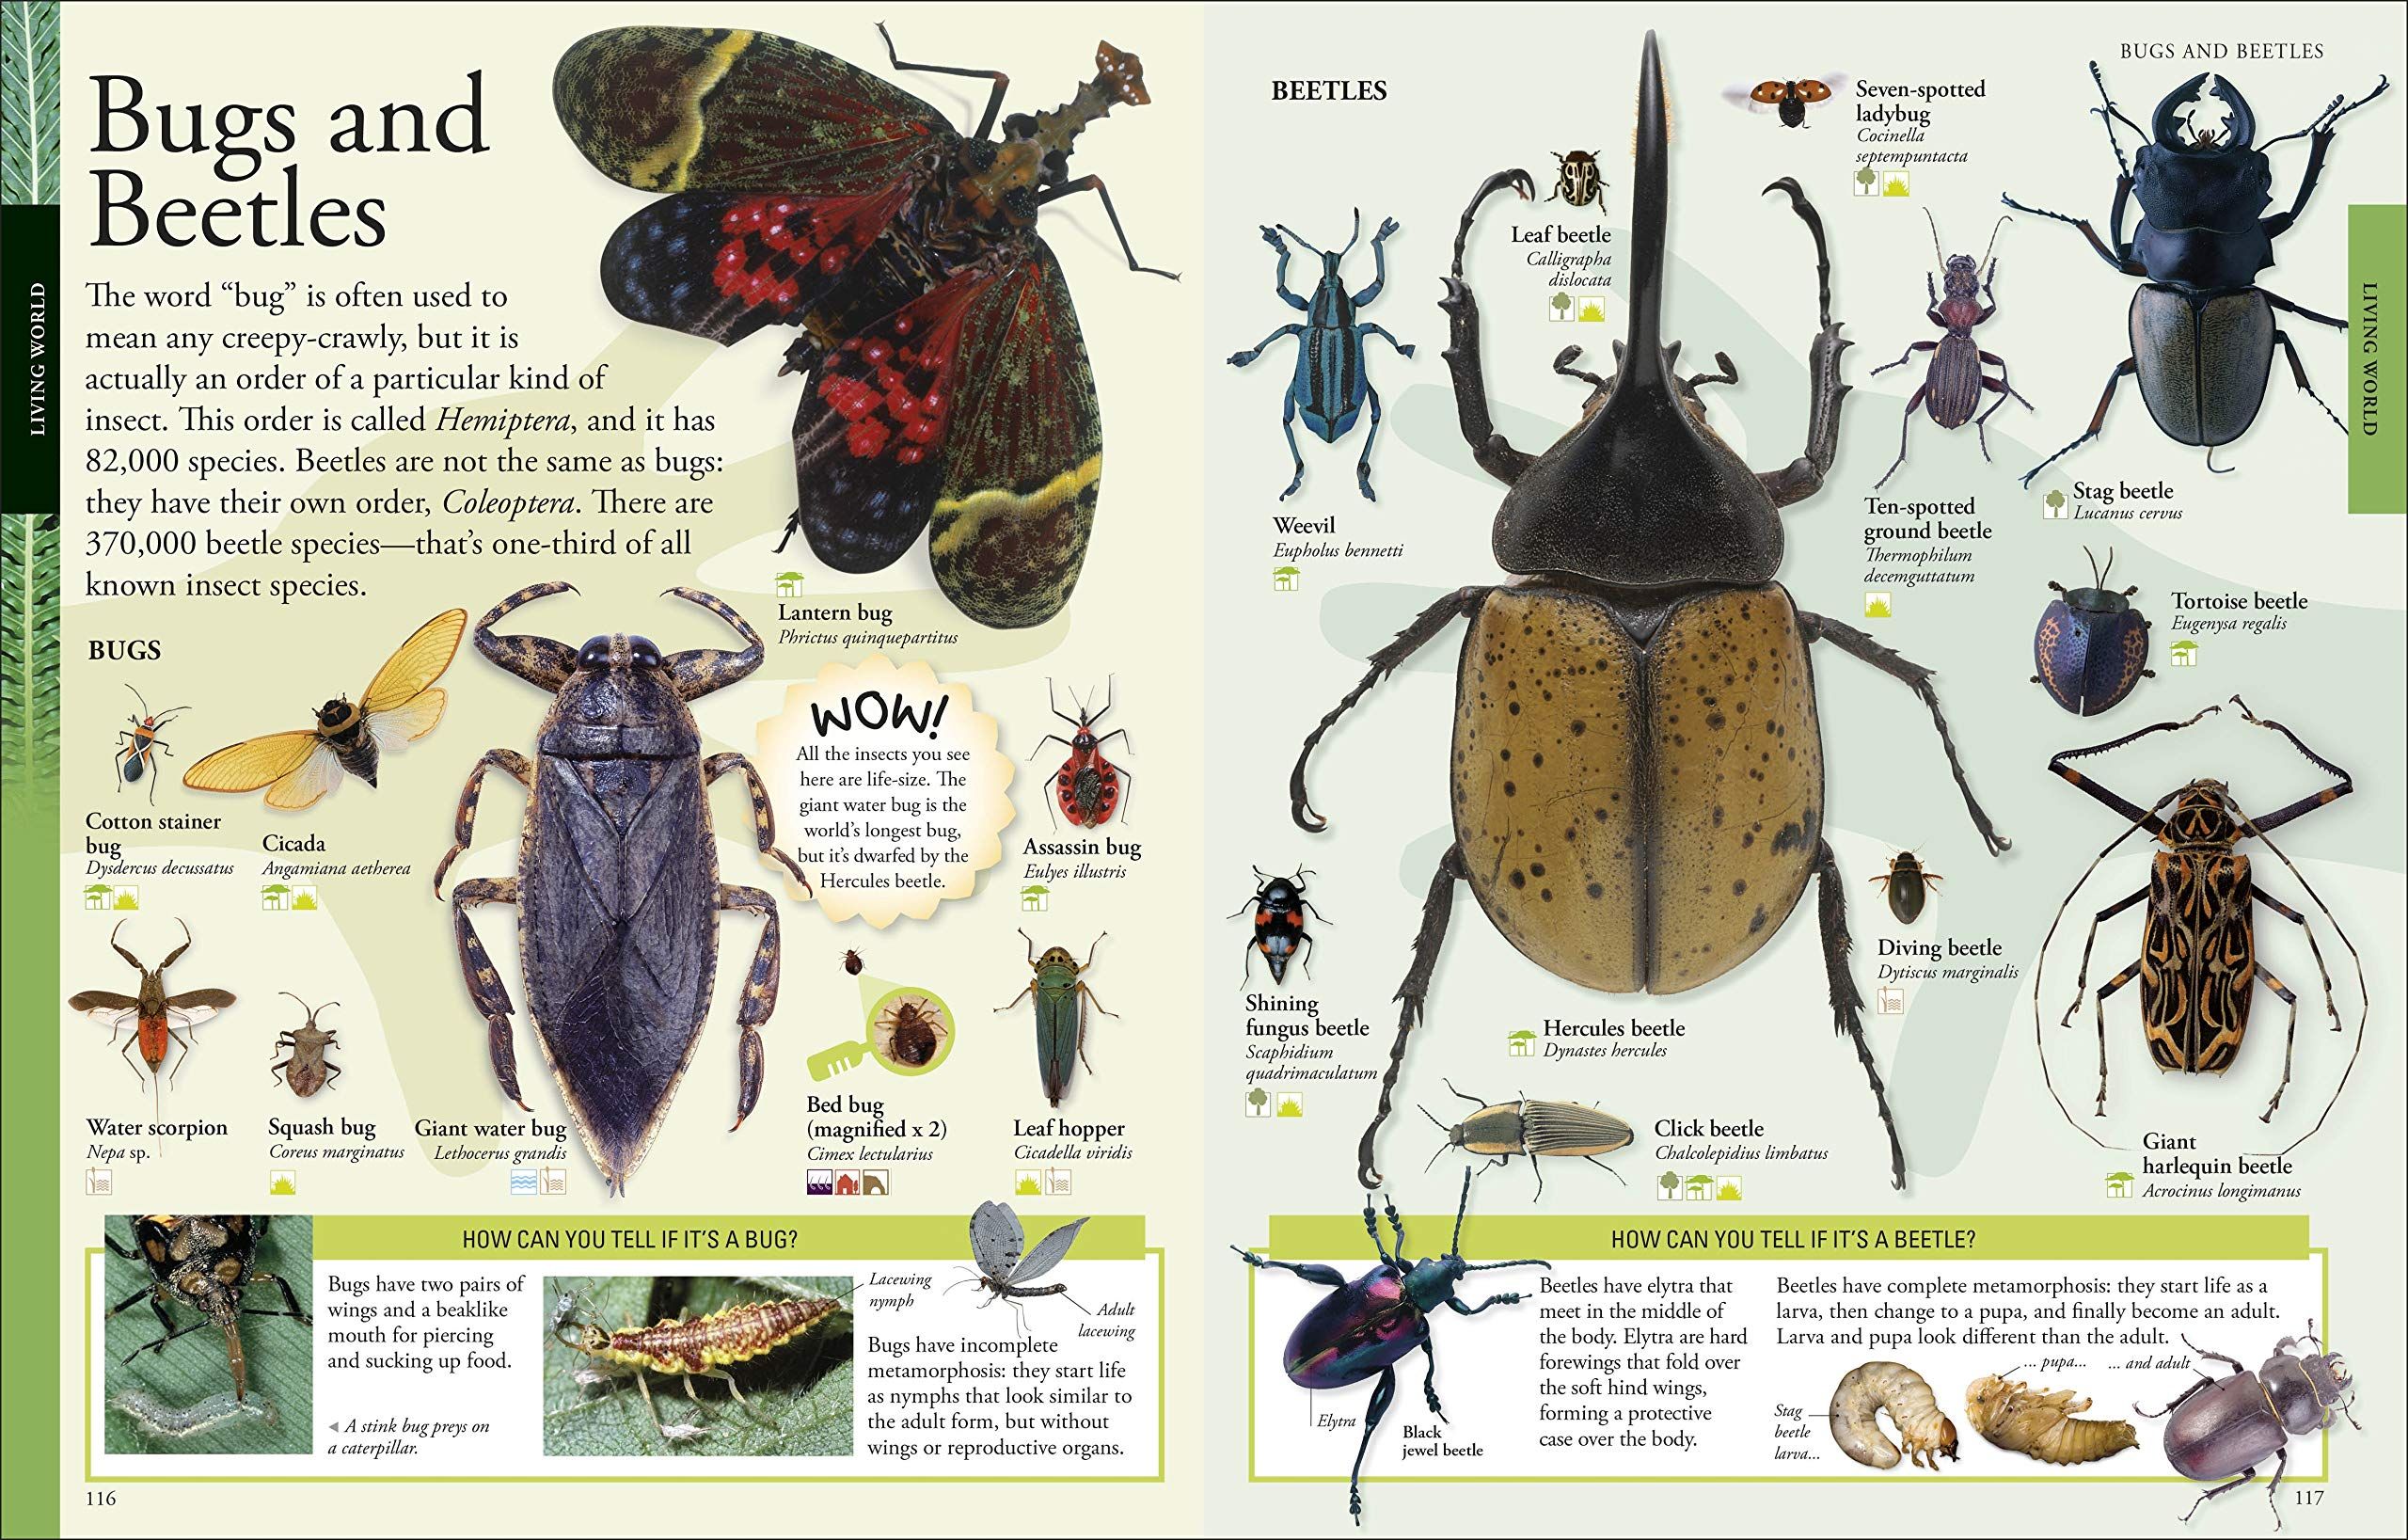 Bugs and
Beetles
The word “bug” is often used to
mean any creepy-crawly, but it is
actually an order of a particular kind of
insect. This order is called Hemiptera, and it has
82,000 species. Beetles are not the same as bugs:
they have their own order, Coleoptera. There are
370,000 beetle species—that’s one-third of all
known insect species.
LIVING WORLD
Lantern bug
Phrictus quinquepartitus
BUGS
WOW!
All the insects you see
here are life-size. The
giant water bug is the
world’s longest bug,
but it’s dwarfed by the
Hercules beetle.
Cotton stainer
bug
Dysdercus decussatus
Cicada
Angamiana aetherea
Assassin bug
Eulyes illustris
Water scorpion
Nepa sp.
Squash bug
Coreus marginatus
Giant water bug
Lethocerus grandis
Bed bug
(magnified x 2)
Cimex lectularius
Leaf hopper
Cicadella viridis
HOW CAN YOU TELL IF IT’S A BUG?
Bugs have two pairs of
wings and a beaklike
mouth for piercing
and sucking up food.
A stink bug preys on
a caterpillar.
Lacewing
nymph
Adult
lacewing
Bugs have incomplete
metamorphosis: they start life
as nymphs that look similar to
the adult form, but without
wings or reproductive organs.
116
BUGS AND BEETLES
BEETLES
Seven-spotted
ladybug
Cocinella
septempuntacta
Leaf beetle
Calligrapha
dislocata
Weevil
Eupholus bennetti
Ten-spotted
ground beetle
Thermophilum
decemguttatum
Stag beetle
Lucanus cervus
LIVING WORLD
Tortoise beetle
Eugenysa regalis
Shining
fungus beetle
Scaphidium
quadrimaculatum
Hercules beetle
Dynastes hercules
Diving beetle
Dytiscus marginalis
Click beetle
Chalcolepidius limbatus
Giant
harlequin beetle
Acrocinus longimanus
HOW CAN YOU TELL IF IT’S A BEETLE?
Elytra
Black
jewel beetle
Beetles have elytra that
meet in the middle of
the body. Elytra are hard
forewings that fold over
the soft hind wings,
forming a protective
case over the body.
Beetles have complete metamorphosis: they start life as a
larva, then change to a pupa, and finally become an adult.
Larva and pupa look different than the adult.
Stag
beetle
larva...
... pupa...
... and adult
117